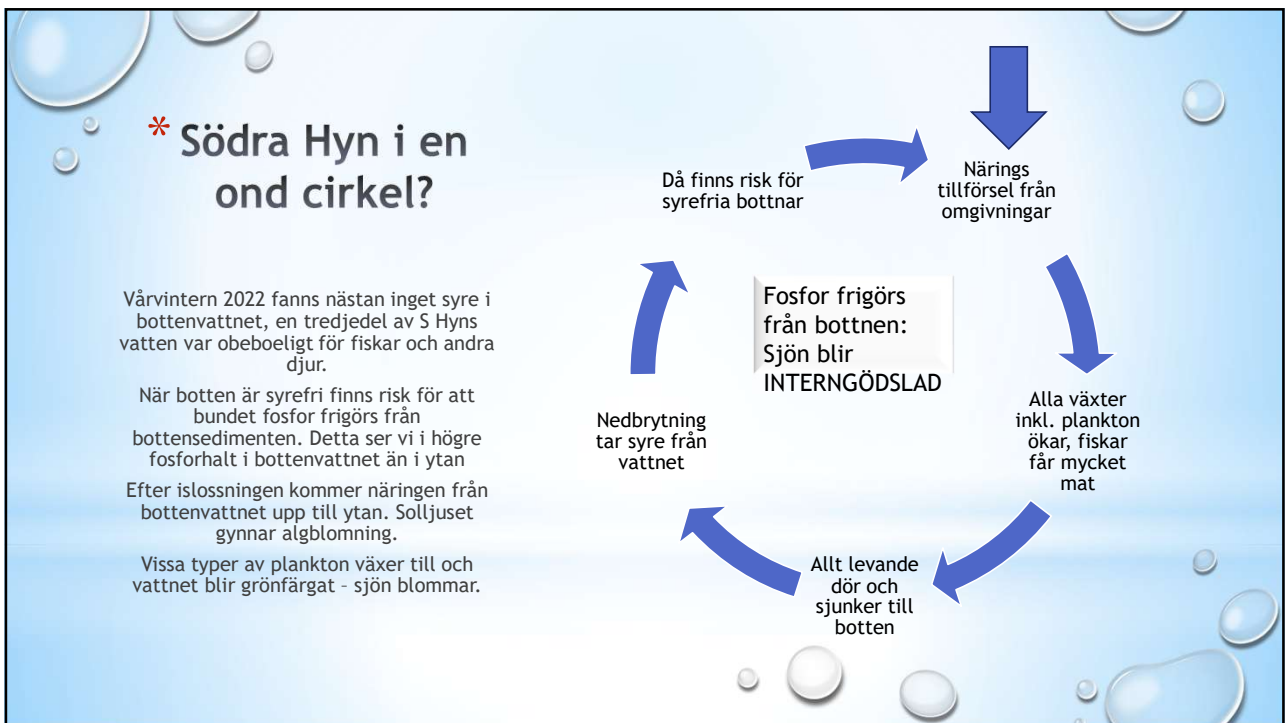 * Södra Hyn i en
ond cirkel?
Vårvintern 2022 fanns nästan inget syre i
bottenvattnet, en tredjedel av S Hyns
vatten var obeboeligt för fiskar och andra
djur.
När botten är syrefri finns risk för att
bundet fosfor frigörs från
bottensedimenten. Detta ser vi i högre
fosforhalt i bottenvattnet än i ytan
Efter islossningen kommer näringen från
bottenvattnet upp till ytan. Solljuset
gynnar algblomning.
Vissa typer av plankton växer till och
vattnet blir grönfärgat – sjön blommar.
Närings
tillförsel från
omgivningar
Alla växter
inkl. plankton
ökar, fiskar
får mycket
mat
Allt levande
dör och
sjunker till
botten
Nedbrytning
tar syre från
vattnet
Då finns risk för
syrefria bottnar
Fosfor frigörs
från bottnen:
Sjön blir
INTERNGÖDSLAD